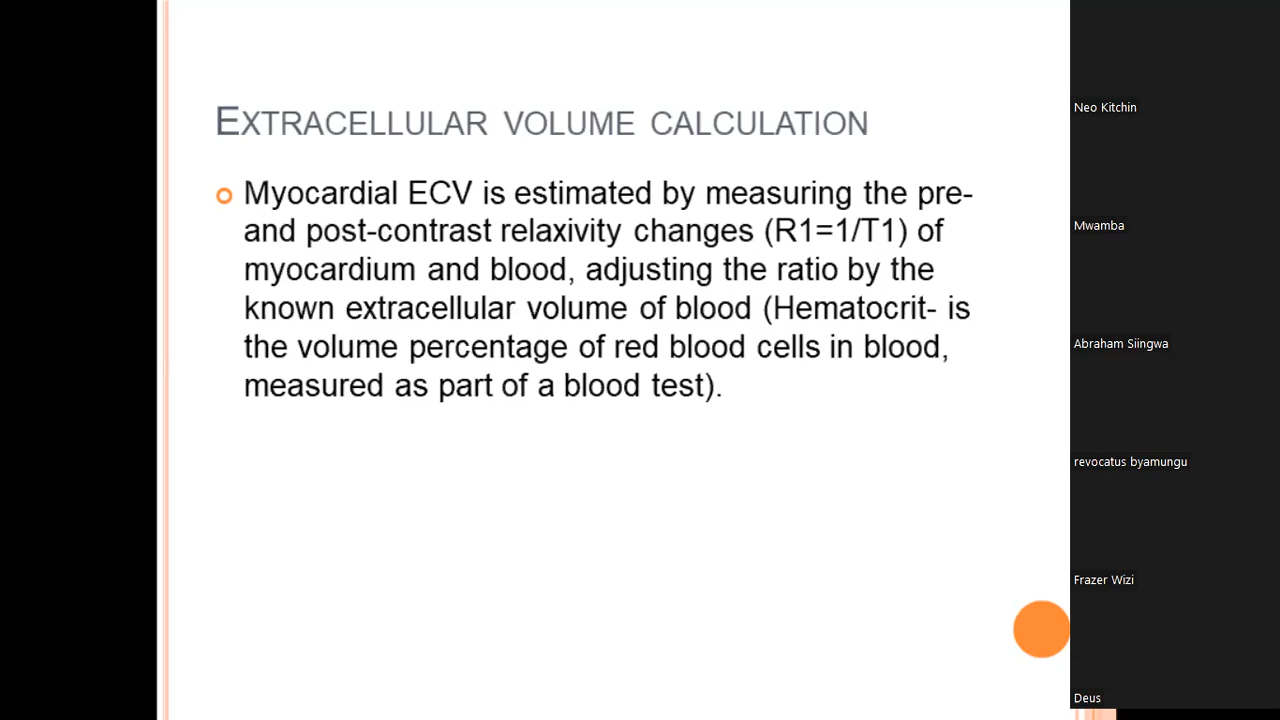 EXTRACELLULAR VOLUME CALCULATION
Myocardial ECV is estimated by measuring the pre-
and post-contrast relaxivity changes (R1=1/T1) of
myocardium and blood, adjusting the ratio by the
known extracellular volume of blood (Hematocrit- is
the volume percentage of red blood cells in blood,
measured as part of a blood test).
Neo Kitchin
Mwamba
Abraham Siingwa
revocatus byamungu
Frazer Wizi
Deus